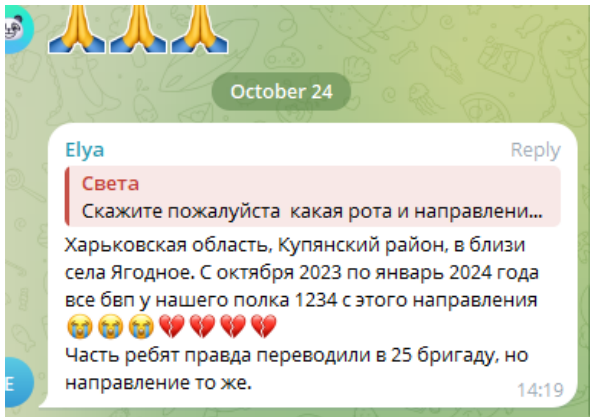 October 24
Elya
Reply
Света
Скажите пожалуйста какая рота и направлени...
Харьковская область, Купянский район, в близи
села Ягодное. С октября 2023 по январь 2024 года
все бвп у нашего полка 1234 с этого направления
😭😭😭💔💔💔💔
Часть ребят правда переводили в 25 бригаду, но
направление то же.
14:19
E